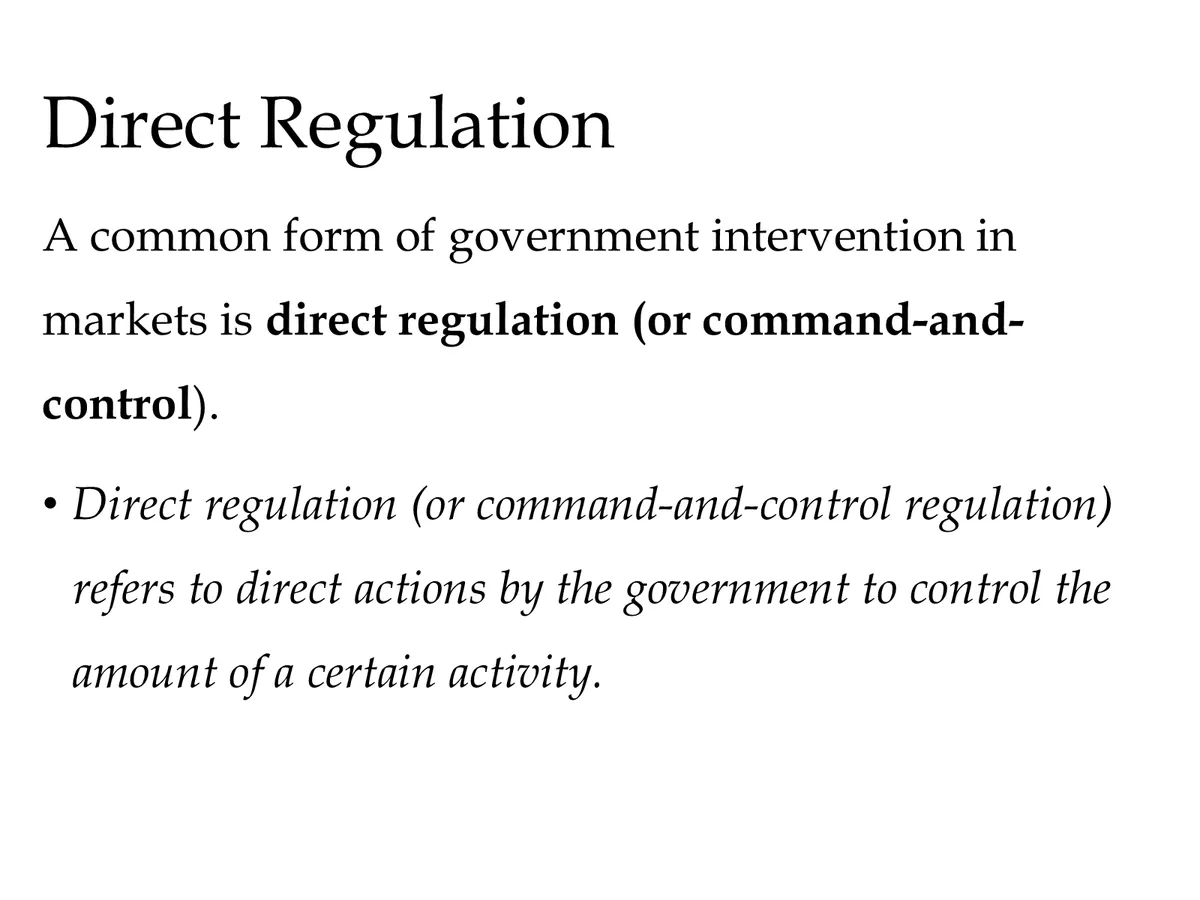 Direct Regulation
A common form of government intervention in
markets is direct regulation (or command-and-
control).
• Direct regulation (or command-and-control regulation)
refers to direct actions by the government to control the
amount of a certain activity.